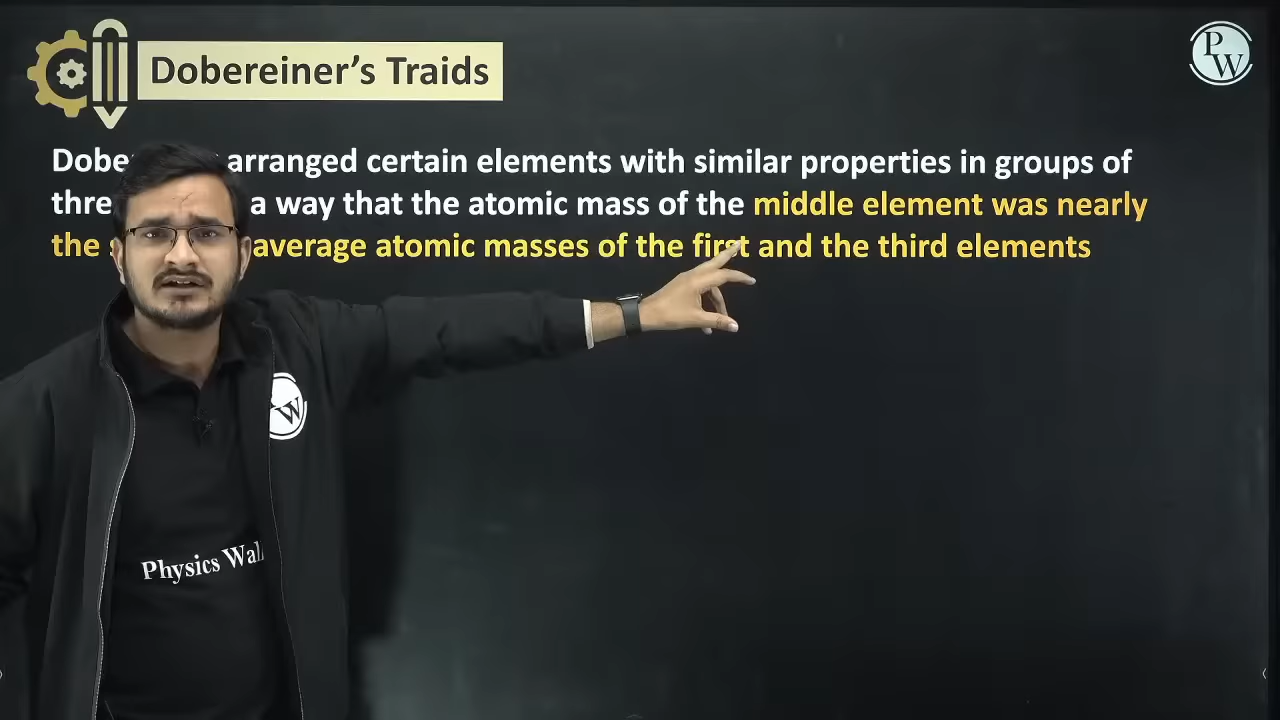 Dobereiner's Traids
P
W
Dobe arranged certain elements with similar properties in groups of
thre a way that the atomic mass of the middle element was nearly
the average atomic masses of the first and the third elements
W
Physics Wal